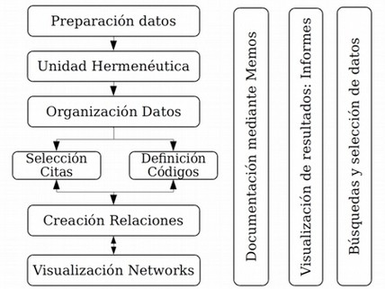 Preparación datos
Unidad Hermenéutica
Organización Datos
Selección
Citas
Definición
Códigos
Creación Relaciones
Visualización Networks
Documentación mediante Memos
Visualización de resultados: Informes
Búsquedas y selección de datos